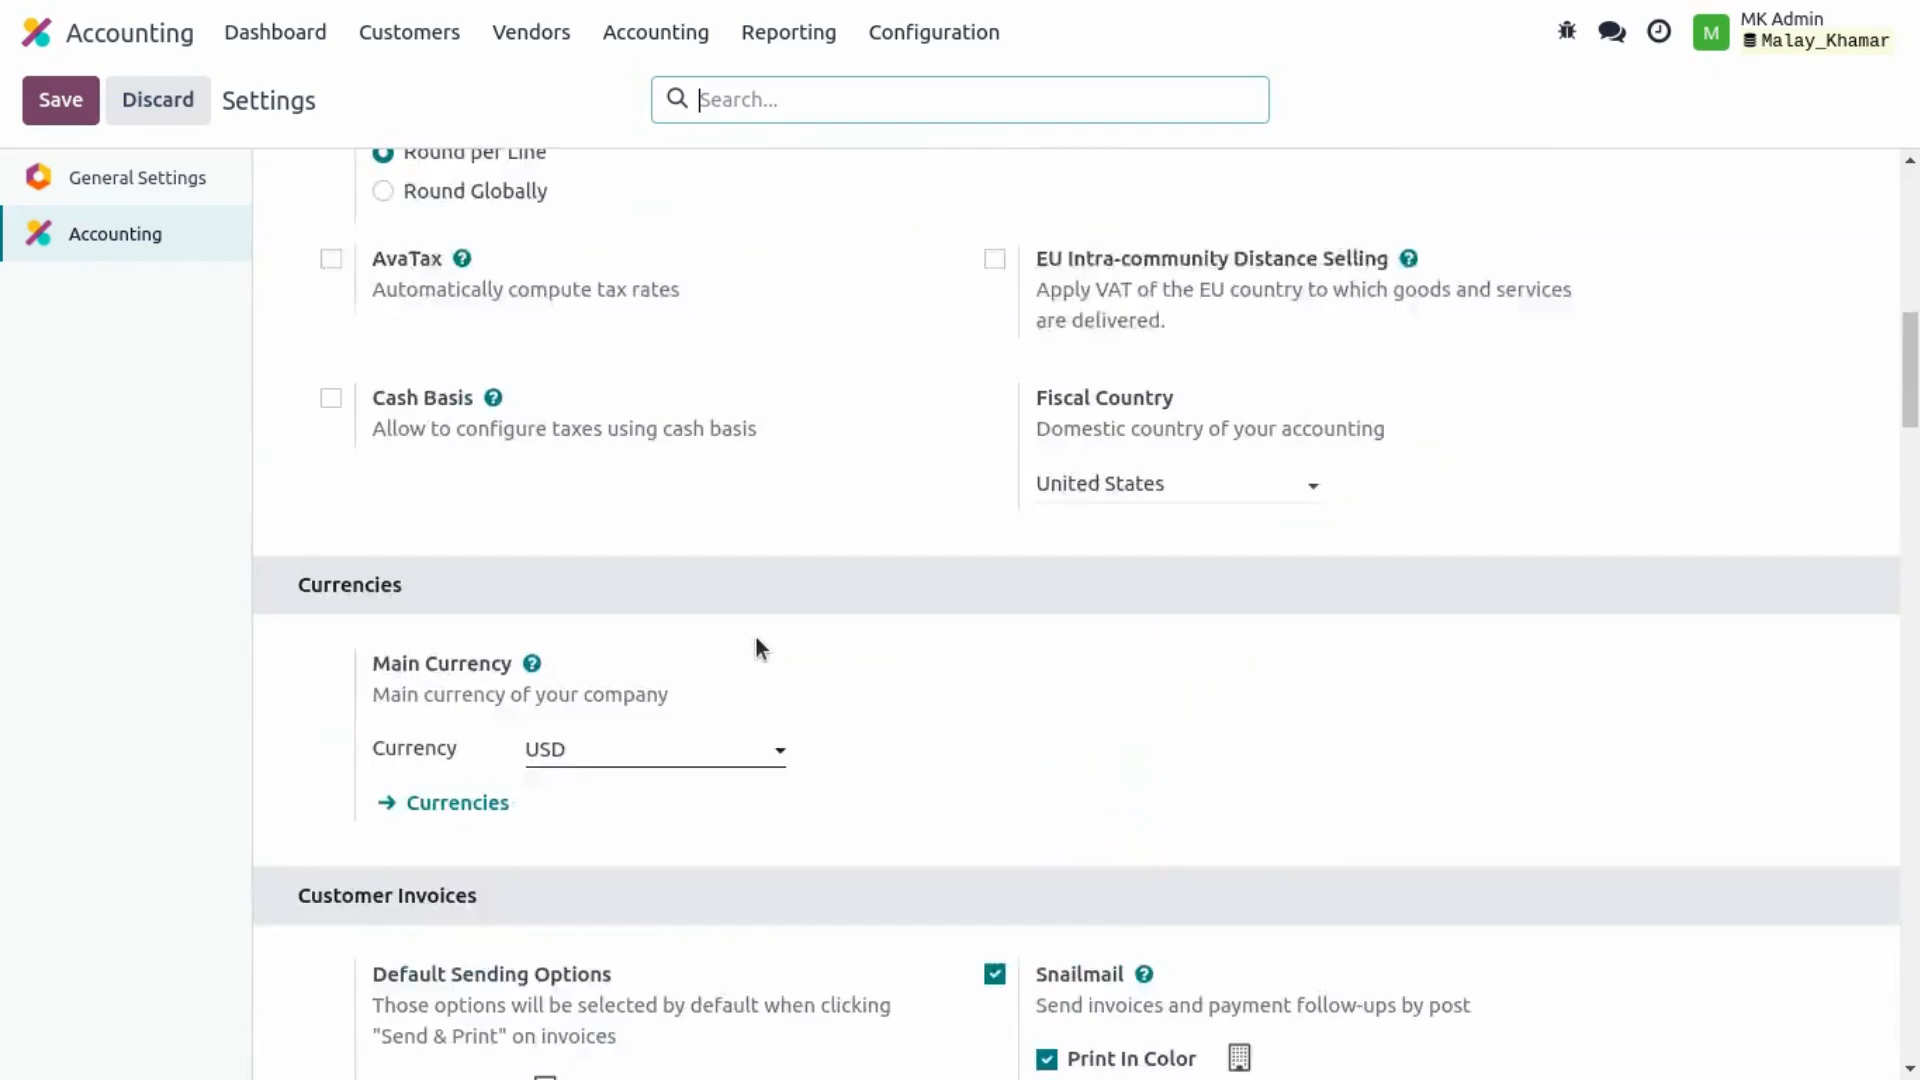 Accounting Dashboard Customers Vendors Accounting Reporting Configuration M MK Admin
Malay_Khamar
Save Discard Settings Search...
General Settings
Accounting
Round per Line
Round Globally
AvaTax ?
Automatically compute tax rates
EU Intra-community Distance Selling ?
Apply VAT of the EU country to which goods and services
are delivered.
Cash Basis ?
Allow to configure taxes using cash basis
Fiscal Country
Domestic country of your accounting
United States
Currencies
Main Currency ?
Main currency of your company
Currency USD
Currencies
Customer Invoices
Default Sending Options
Those options will be selected by default when clicking
"Send & Print" on invoices
Snailmail ?
Send invoices and payment follow-ups by post
Print In Color